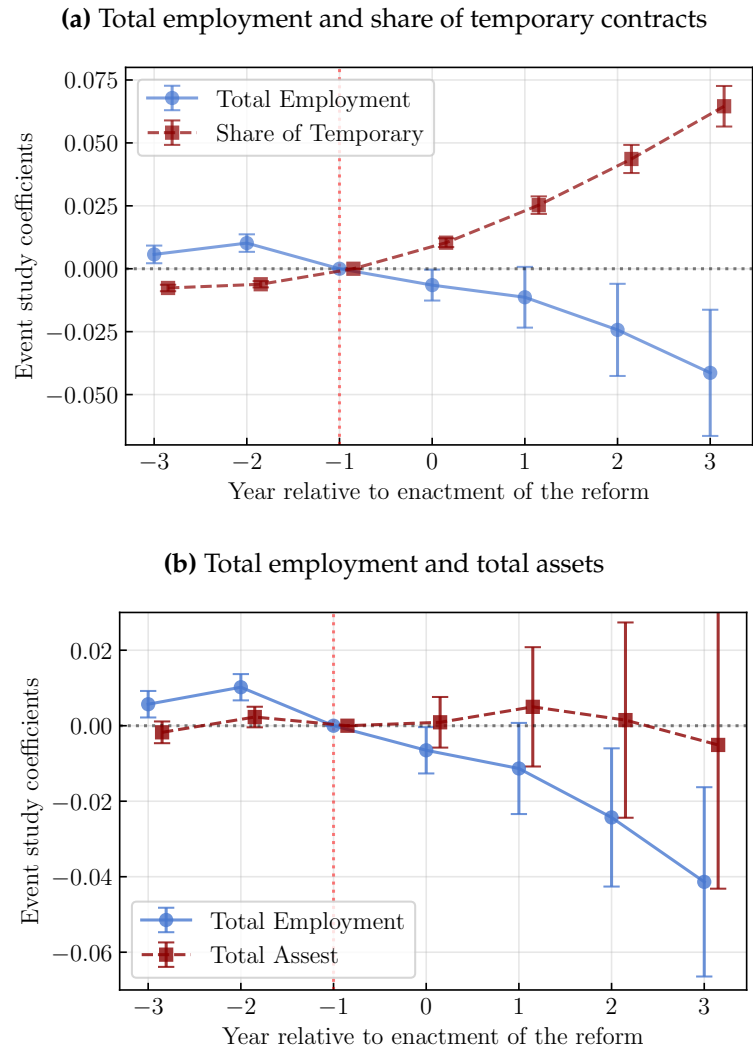 (a) Total employment and share of temporary contracts
0.075
0.050
0.025
0.000
−0.025
−0.050
Event study coefficients
Total Employment
Share of Temporary
−3 −2 −1 0 1 2 3
Year relative to enactment of the reform
(b) Total employment and total assets
0.02
0.00
−0.02
−0.04
−0.06
Event study coefficients
Total Employment
Total Assest
−3 −2 −1 0 1 2 3
Year relative to enactment of the reform